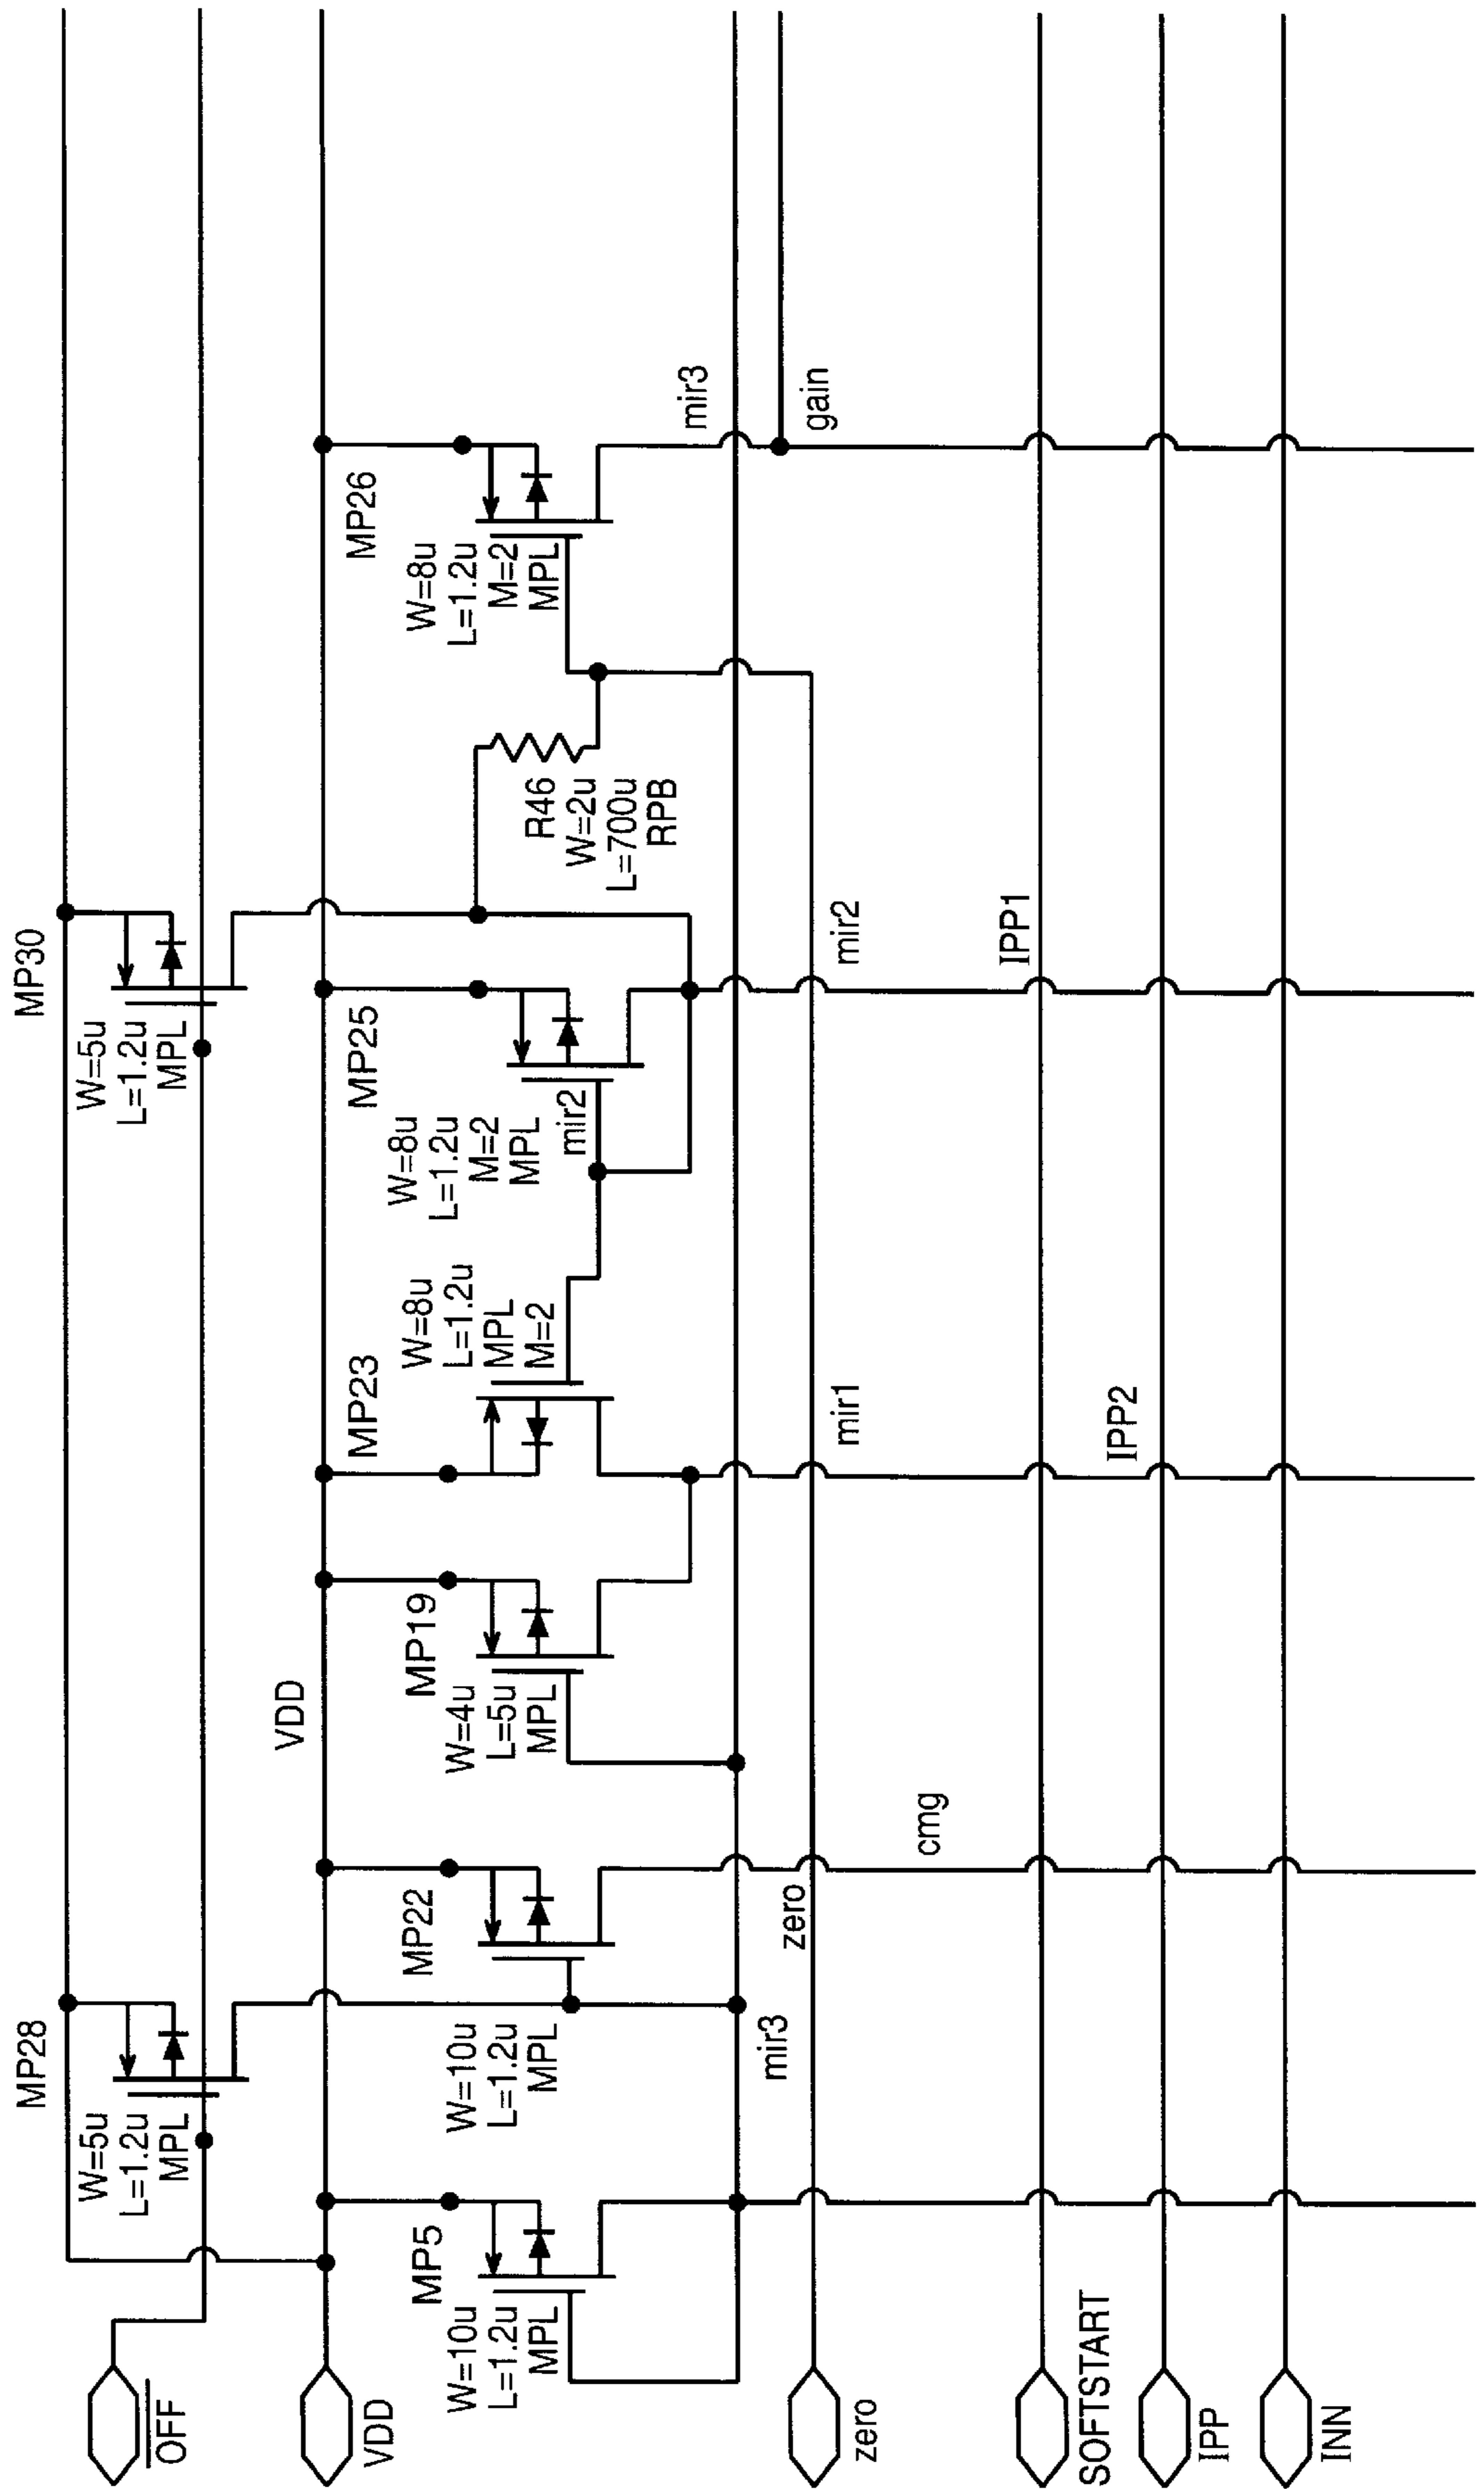 OFF
VDD
zero
SOFTSTART
IPP
INN
MP28
W=5u
L=1.2u
MPL
MP5
W=10u
L=1.2u
MPL
MP22
W=10u
L=1.2u
MPL
mir3
zero
cmg
VDD
MP19
W=4u
L=5u
MPL
MP23
W=8u
L=1.2u
MPL
M=2
mir1
IPP2
MP30
W=5u
L=1.2u
MPL
MP25
W=8u
L=1.2u
M=2
MPL
mir2
mir2
IPP1
R46
W=2u
L=700u
RPB
MP26
W=8u
L=1.2u
M=2
MPL
mir3
gain